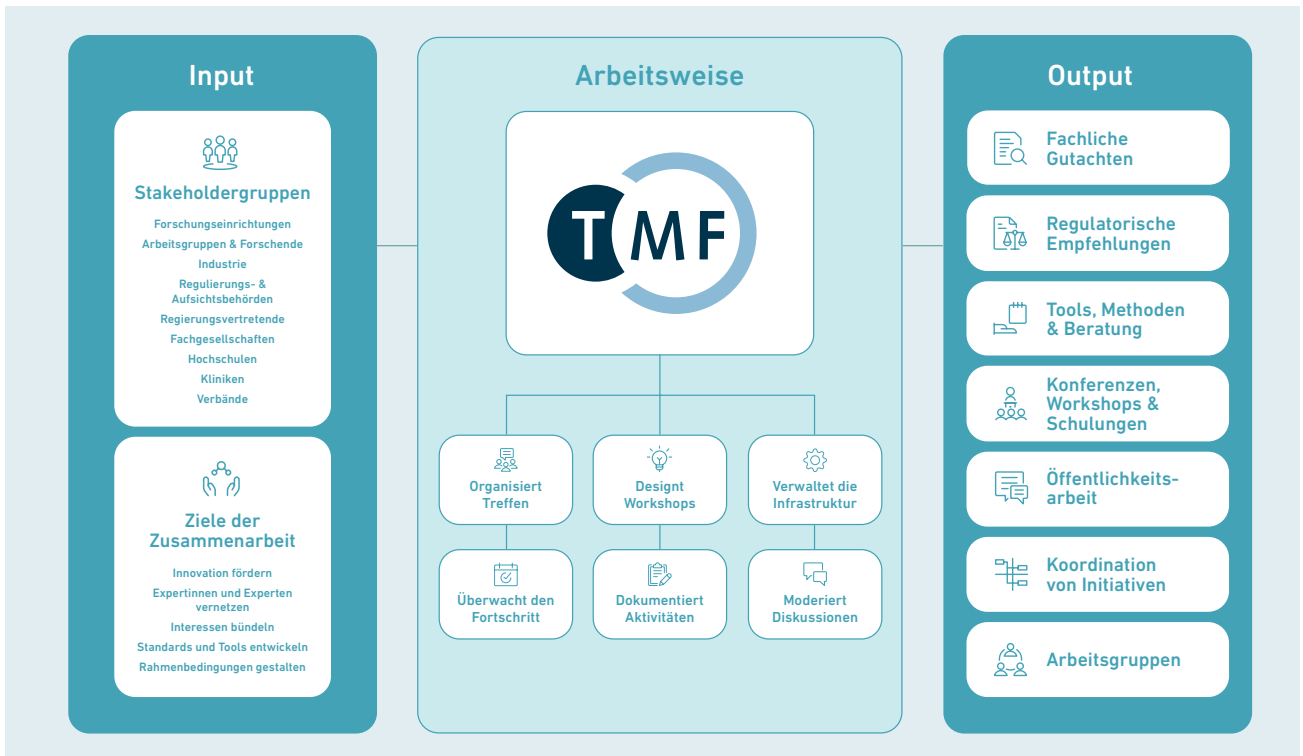 Input
Stakeholdergruppen
Forschungseinrichtungen
Arbeitsgruppen & Forschende
Industrie
Regulierungs- &
Aufsichtsbehörden
Regierungsvertretende
Fachgesellschaften
Hochschulen
Kliniken
Verbände
Ziele der
Zusammenarbeit
Innovation fördern
Expertinnen und Experten
vernetzen
Interessen bündeln
Standards und Tools entwickeln
Rahmenbedingungen gestalten
Arbeitsweise
TMF
Organisiert
Treffen
Designt
Workshops
Verwaltet die
Infrastruktur
Überwacht den
Fortschritt
Dokumentiert
Aktivitäten
Moderiert
Diskussionen
Output
Fachliche
Gutachten
Regulatorische
Empfehlungen
Tools, Methoden
& Beratung
Konferenzen,
Workshops &
Schulungen
Öffentlichkeits-
arbeit
Koordination
von Initiativen
Arbeitsgruppen